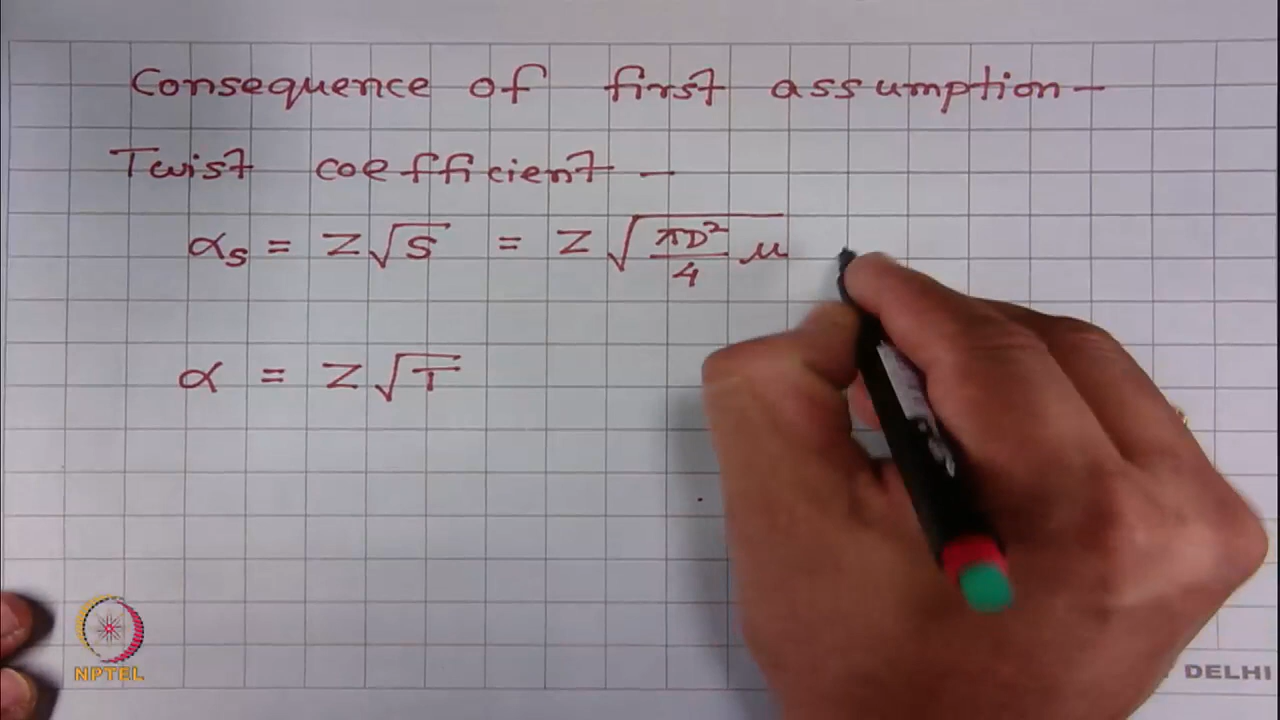 Consequence of first assumption -
Twist coefficient -
αs = Z√S = Z√(πD²/4 μ)
α = Z√T
NPTEL
DELHI